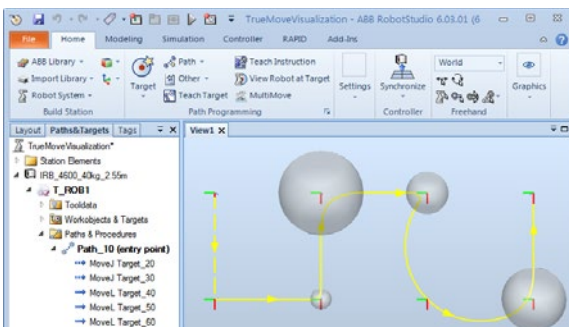 TrueMoveVisualization - ABB RobotStudio 6.03.01 (6
File Home Modeling Simulation Controller RAPID Add-Ins
ABB Library
Import Library
Robot System
Build Station
Target
Path
Other
Teach Target
Teach Instruction
View Robot at Target
MultiMove
Path Programming
Settings
Synchronize
Controller
World
Freehand
Graphics
Layout Paths&Targets Tags
View1
TrueMoveVisualization*
Station Elements
IRB_4600_40kg_2.55m
T_ROB1
Tooldata
Workobjects & Targets
Paths & Procedures
Path_10 (entry point)
MoveJ Target_20
MoveJ Target_30
MoveL Target_40
MoveL Target_50
MoveL Target_60